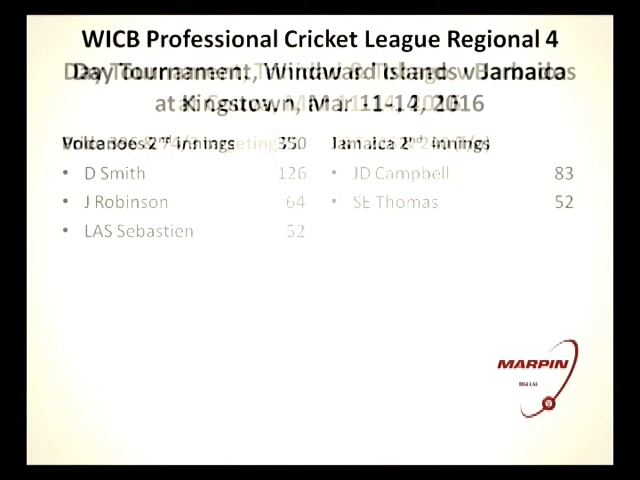 WICB Professional Cricket League Regional 4
Day Tournament, Windward Islands v Jamaica
at Kingstown, Mar 11-14, 2016
Volcanoes 2nd innings 350 Jamaica 2nd innings
• D Smith 126 • JD Campbell 83
• J Robinson 64 • SE Thomas 52
• LAS Sebastien 52
MARPIN